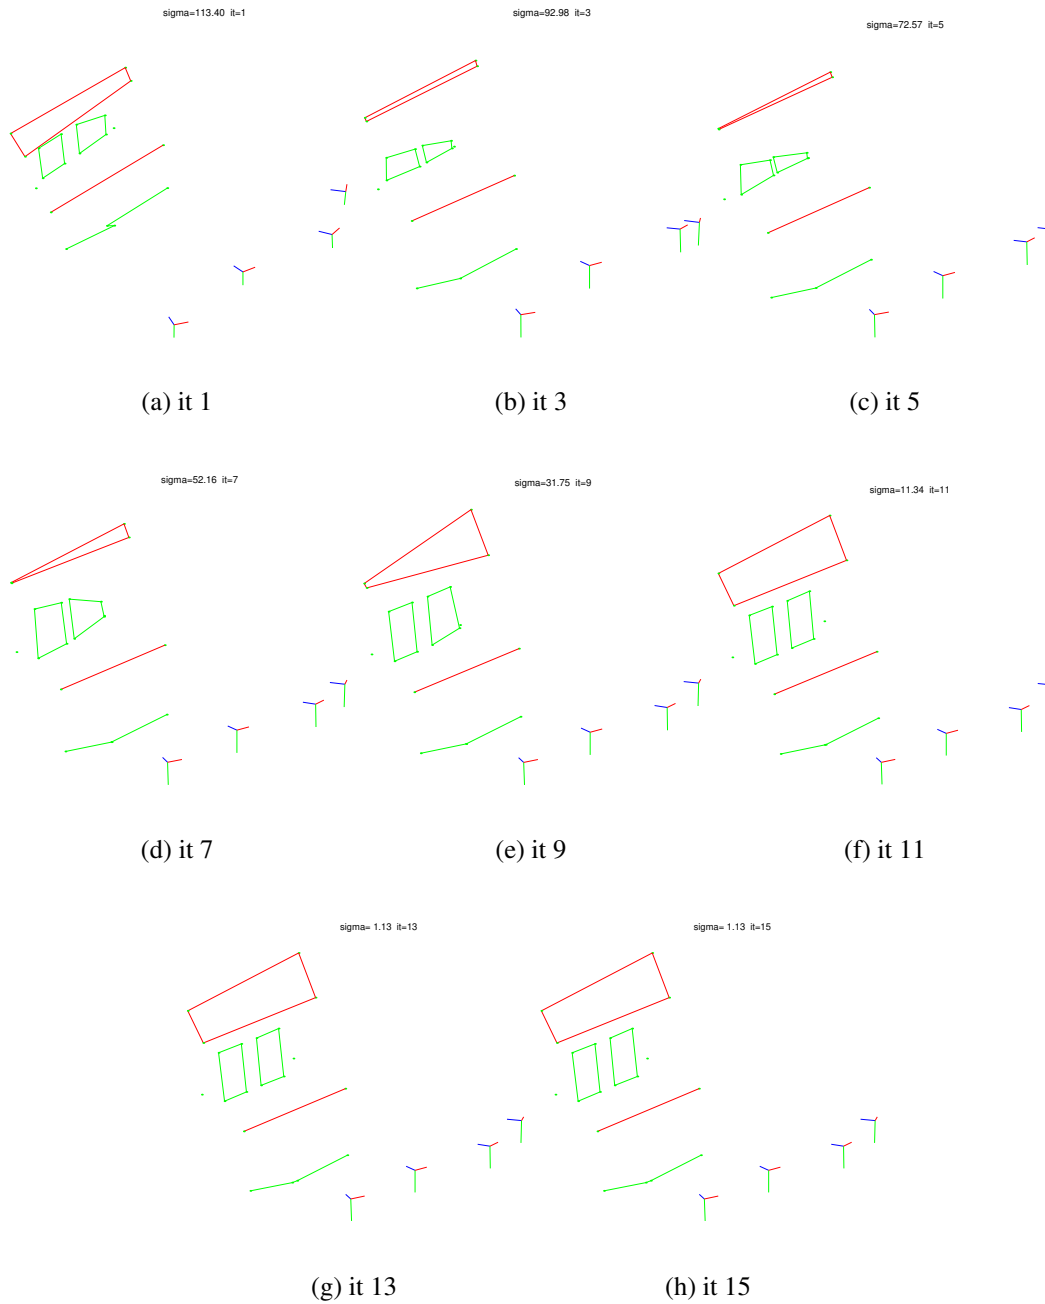 sigma=113.40 it=1
sigma=92.98 it=3
sigma=72.57 it=5
(a) it 1
(b) it 3
(c) it 5
sigma=52.16 it=7
sigma=31.75 it=9
sigma=11.34 it=11
(d) it 7
(e) it 9
(f) it 11
sigma= 1.13 it=13
sigma= 1.13 it=15
(g) it 13
(h) it 15